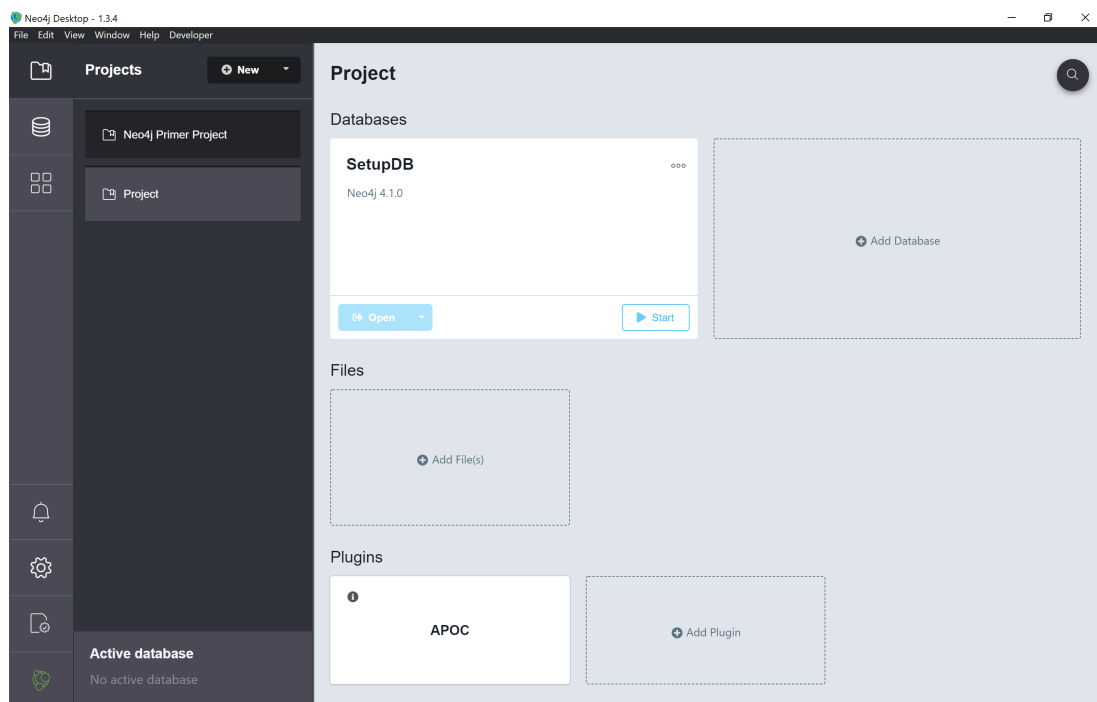 Neo4j Desktop - 1.3.4
File Edit View Window Help Developer
Projects
New
Neo4j Primer Project
Project
Active database
No active database
Project
Databases
SetupDB
Neo4j 4.1.0
Open
Start
Add Database
Files
Add File(s)
Plugins
APOC
Add Plugin